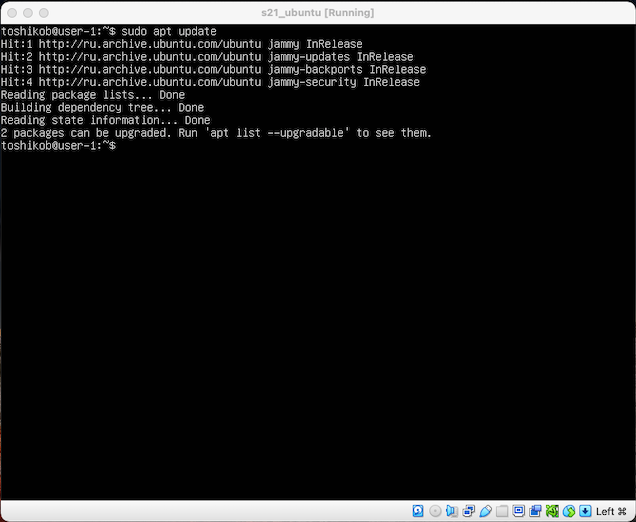 s21_ubuntu [Running]
toshikob@user-1:~$ sudo apt update
Hit:1 http://ru.archive.ubuntu.com/ubuntu jammy InRelease
Hit:2 http://ru.archive.ubuntu.com/ubuntu jammy-updates InRelease
Hit:3 http://ru.archive.ubuntu.com/ubuntu jammy-backports InRelease
Hit:4 http://ru.archive.ubuntu.com/ubuntu jammy-security InRelease
Reading package lists... Done
Building dependency tree... Done
Reading state information... Done
2 packages can be upgraded. Run 'apt list --upgradable' to see them.
toshikob@user-1:~$
Left ⌘